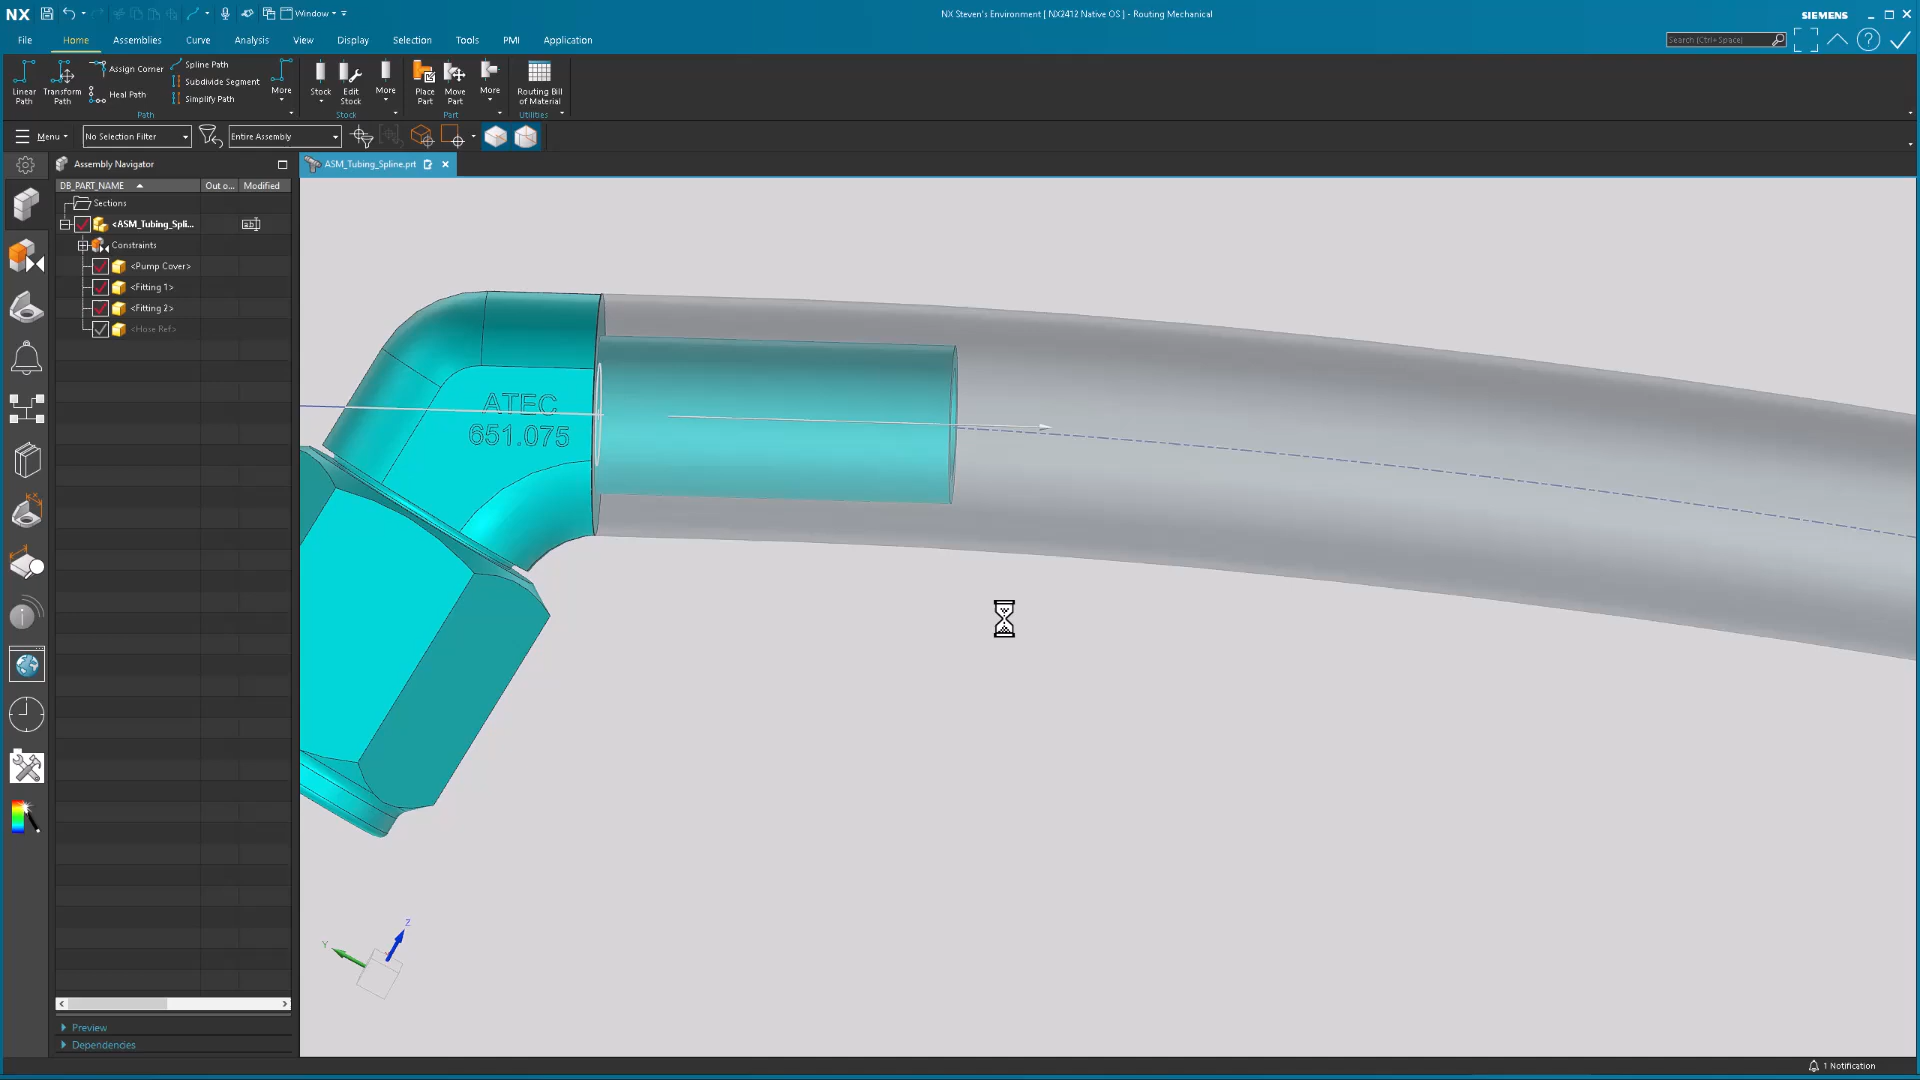 NX
Window
NX Steven's Environment [ NX2412 Native OS ] - Routing Mechanical
SIEMENS
File
Home
Assemblies
Curve
Analysis
View
Display
Selection
Tools
PMI
Application
Search (Ctrl+Space)
Linear
Path
Transform
Path
Assign Corner
Heal Path
Spline Path
Subdivide Segment
Simplify Path
More
Path
Stock
Edit
Stock
More
Stock
Place
Part
Move
Part
More
Part
Routing Bill
of Material
Utilities
Menu
No Selection Filter
Entire Assembly
Assembly Navigator
ASM_Tubing_Spline.prt
DB_PART_NAME
Out o...
Modified
Sections
<ASM_Tubing_Spli...
Constraints
<Pump Cover>
<Fitting 1>
<Fitting 2>
<Hose Ref>
ATEC
651.075
Z
Y
Preview
Dependencies
1 Notification